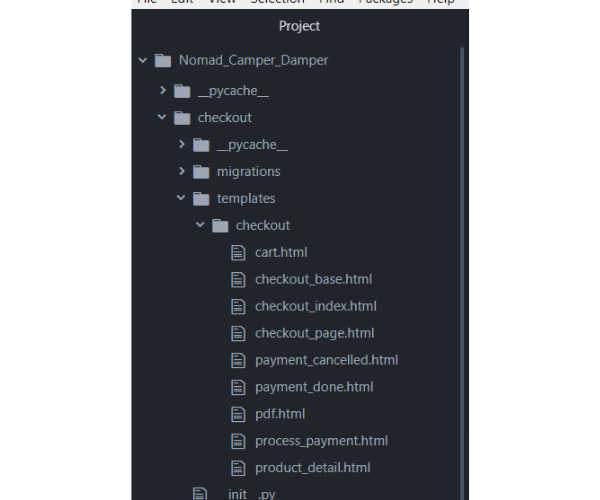 File Edit View Selection Find Packages Help
Project
Nomad_Camper_Damper
__pycache__
checkout
__pycache__
migrations
templates
checkout
cart.html
checkout_base.html
checkout_index.html
checkout_page.html
payment_cancelled.html
payment_done.html
pdf.html
process_payment.html
product_detail.html
__init__.py